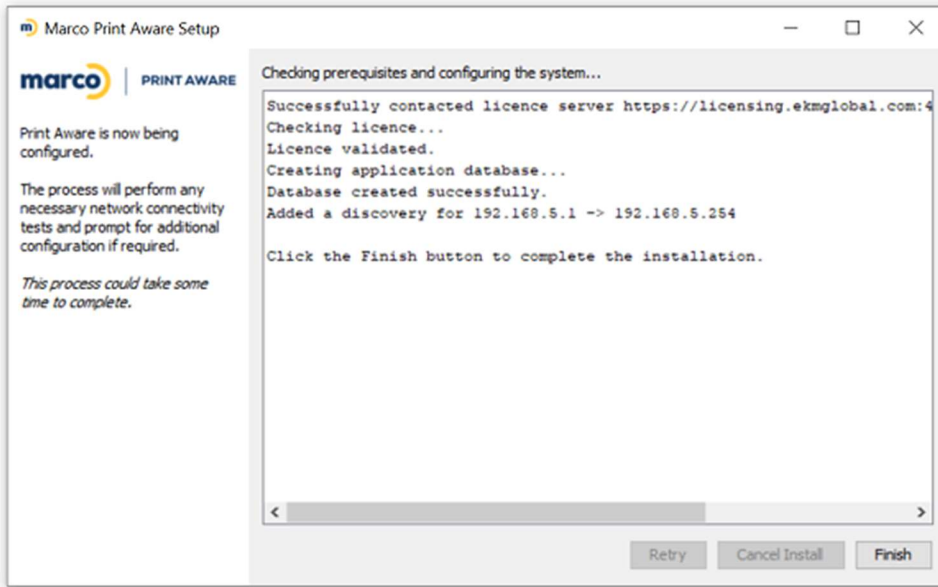 Marco Print Aware Setup
marco PRINT AWARE
Print Aware is now being
configured.
The process will perform any
necessary network connectivity
tests and prompt for additional
configuration if required.
This process could take some
time to complete.
Checking prerequisites and configuring the system...
Successfully contacted licence server https://licensing.ekmglobal.com:4
Checking licence...
Licence validated.
Creating application database...
Database created successfully.
Added a discovery for 192.168.5.1 -> 192.168.5.254
Click the Finish button to complete the installation.
Retry Cancel Install Finish